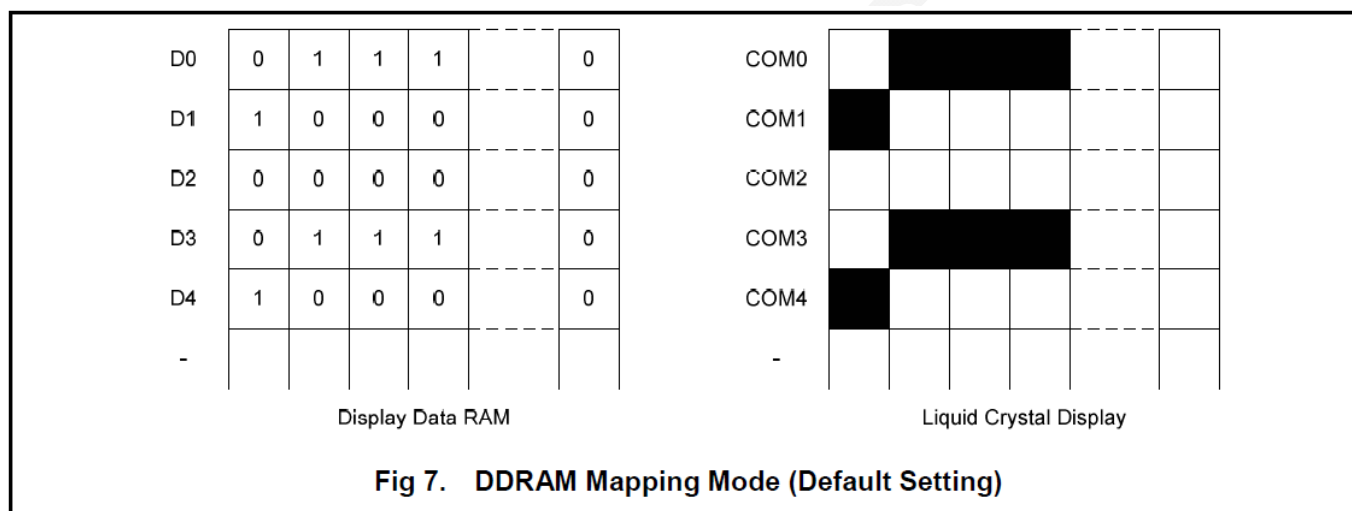 D0 0 1 1 1 0 COM0
D1 1 0 0 0 0 COM1
D2 0 0 0 0 0 COM2
D3 0 1 1 1 0 COM3
D4 1 0 0 0 0 COM4
- -
Display Data RAM Liquid Crystal Display
Fig 7. DDRAM Mapping Mode (Default Setting)